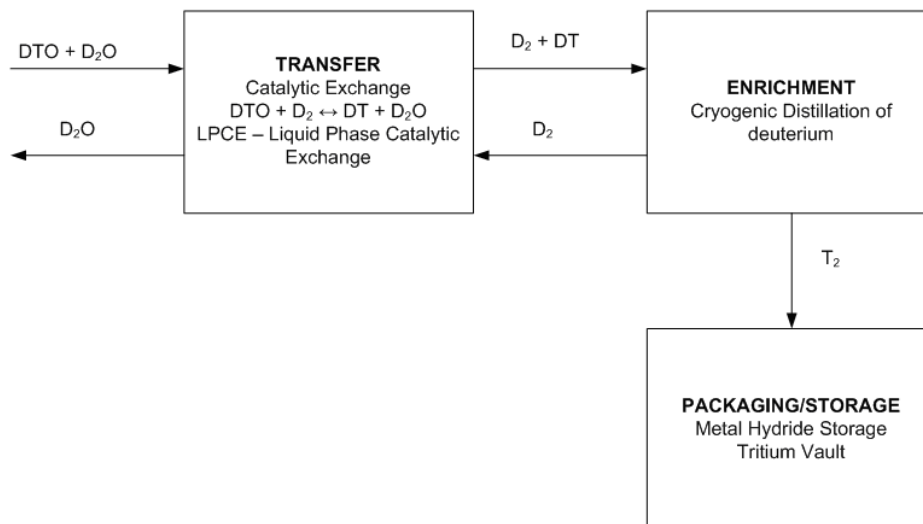 DTO + D₂O
D₂O
TRANSFER
Catalytic Exchange
DTO + D₂ ↔ DT + D₂O
LPCE – Liquid Phase Catalytic
Exchange
D₂ + DT
D₂
ENRICHMENT
Cryogenic Distillation of
deuterium
T₂
PACKAGING/STORAGE
Metal Hydride Storage
Tritium Vault